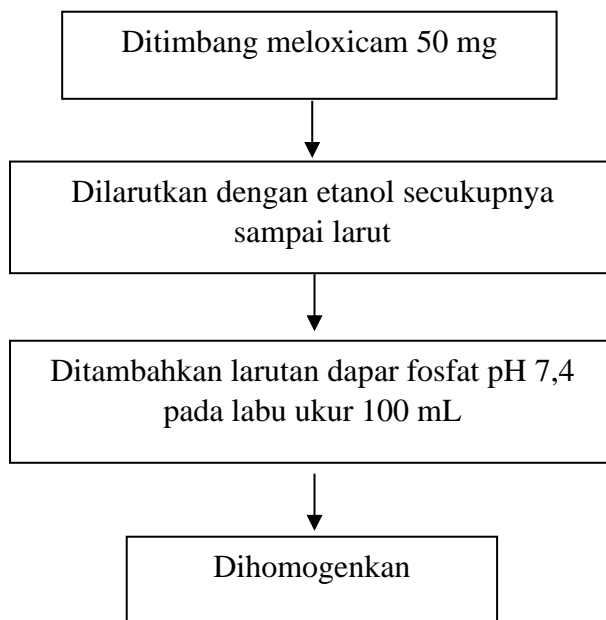 Ditimbang meloxicam 50 mg
Dilarutkan dengan etanol secukupnya
sampai larut
Ditambahkan larutan dapar fosfat pH 7,4
pada labu ukur 100 mL
Dihomogenkan